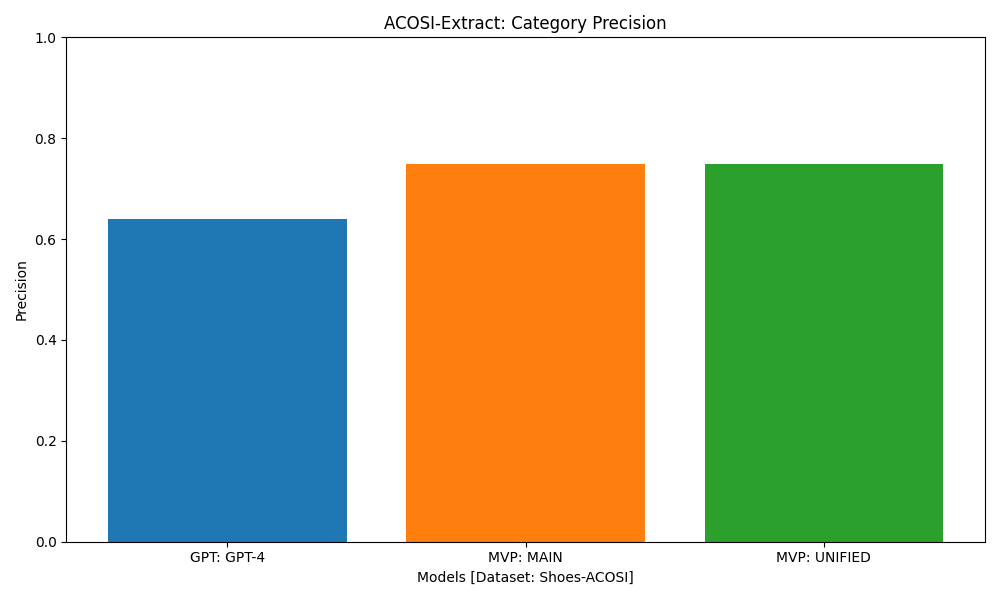 ACOSI-Extract: Category Precision
1.0
0.8
0.6
0.4
0.2
0.0
Precision
GPT: GPT-4
MVP: MAIN
MVP: UNIFIED
Models [Dataset: Shoes-ACOSI]